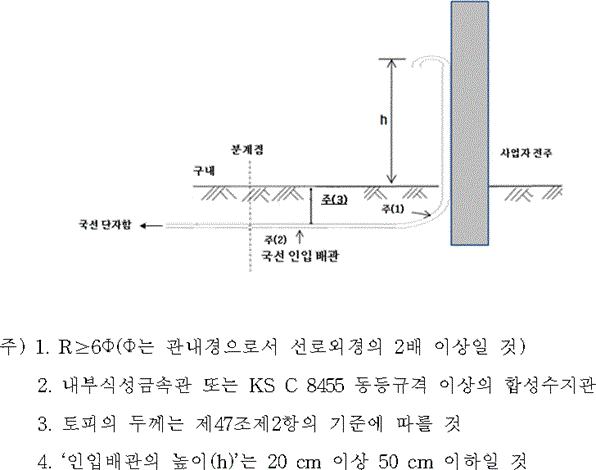 h
사업자 전주
분계점
구내
주(3)
주(1)
국선 단자함
주(2)
국선 인입 배관
주) 1. R≥6Φ(Φ는 관내경으로서 선로외경의 2배 이상일 것)
2. 내부식성금속관 또는 KS C 8455 동등규격 이상의 합성수지관
3. 토피의 두께는 제47조제2항의 기준에 따를 것
4. ‘인입배관의 높이(h)’는 20 cm 이상 50 cm 이하일 것